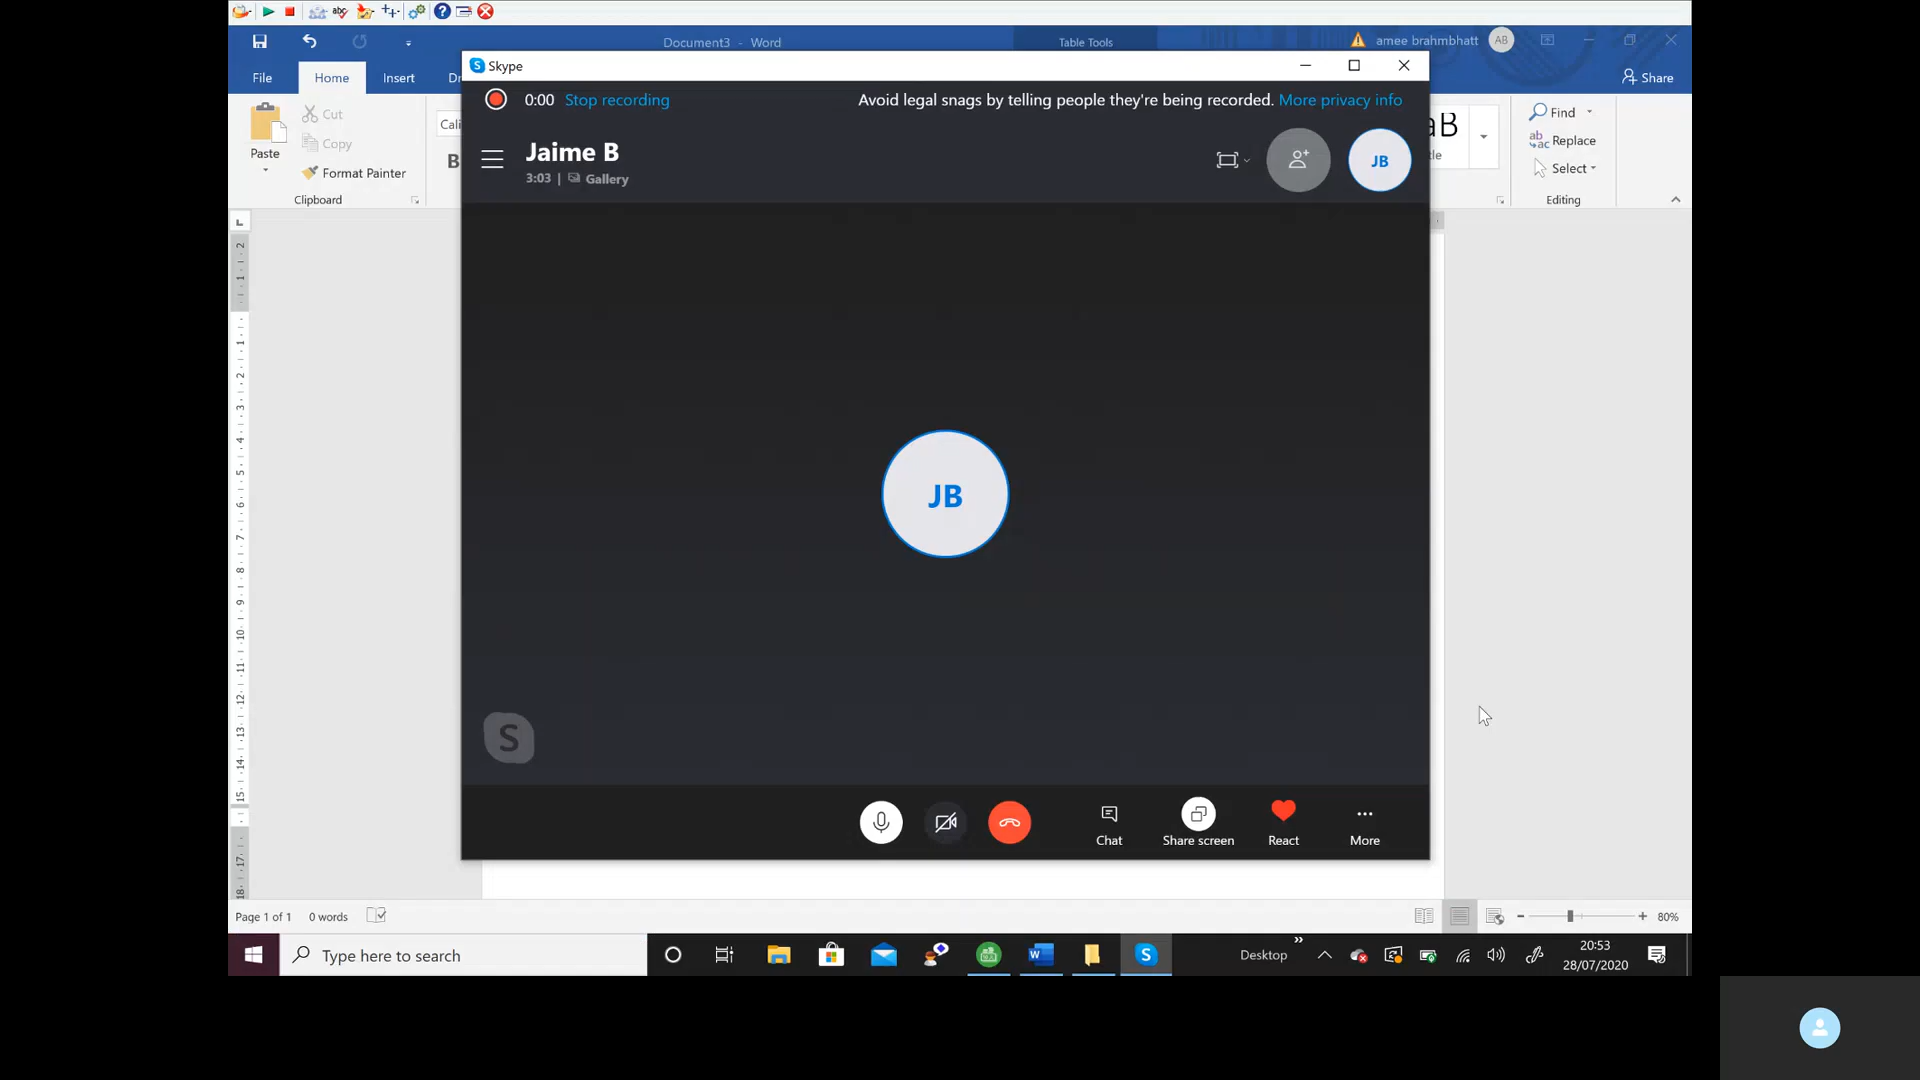 Document3 - Word
Table Tools
amee brahmbhatt
AB
File
Home
Insert
Share
Paste
Cut
Copy
Format Painter
Clipboard
Cali
B
Find
Replace
Select
Editing
Skype
0:00 Stop recording
Avoid legal snags by telling people they're being recorded. More privacy info
Jaime B
3:03 | Gallery
JB
JB
Chat
Share screen
React
More
Page 1 of 1
0 words
80%
Type here to search
Desktop
20:53
28/07/2020